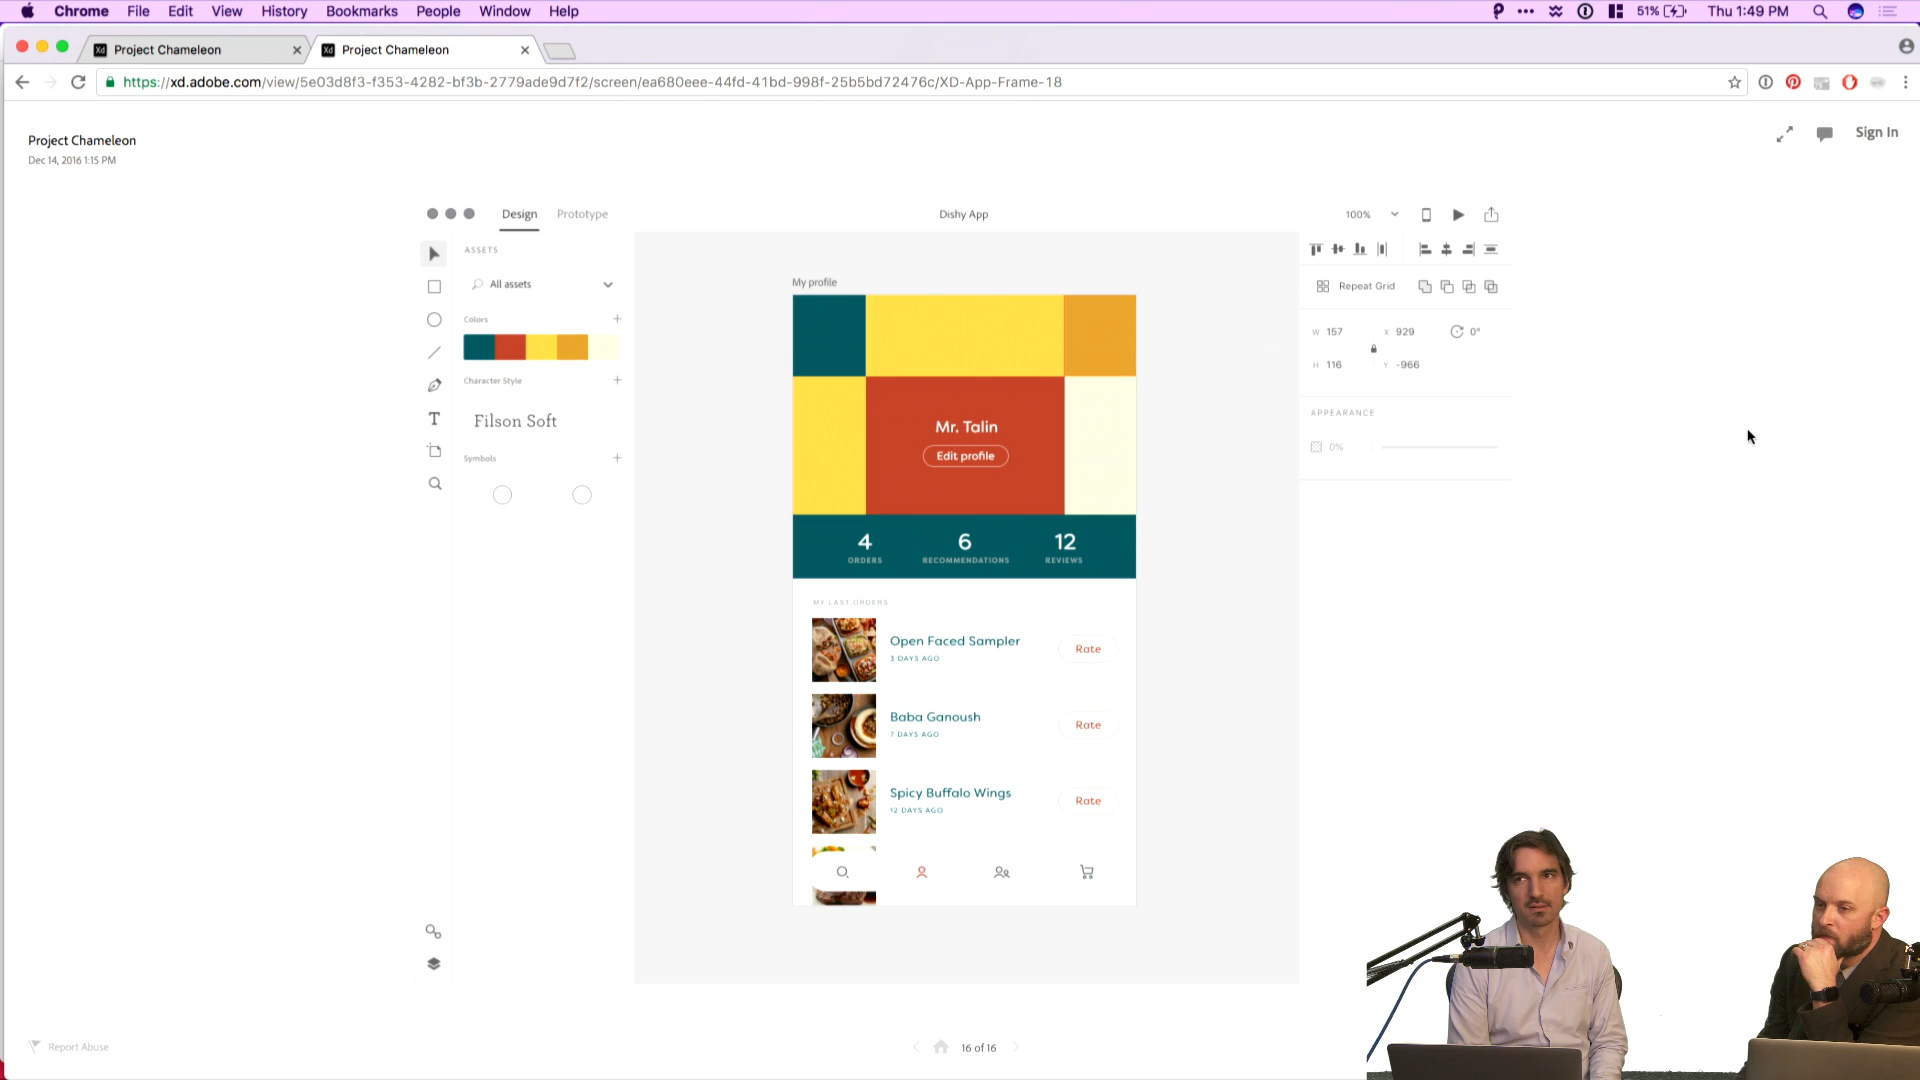 Chrome File Edit View History Bookmarks People Window Help 51% Thu 1:49 PM
Project Chameleon Project Chameleon
https://xd.adobe.com/view/5e03d8f3-f353-4282-bf3b-2779ade9d7f2/screen/ea680eee-44fd-41bd-998f-25b5bd72476c/XD-App-Frame-18
Project Chameleon
Dec 14, 2016 1:15 PM
Sign In
Design Prototype
Dishy App
100%
ASSETS
All assets
Colors
Character Style
Filson Soft
Symbols
My profile
Mr. Talin
Edit profile
4 6 12
ORDERS RECOMMENDATIONS REVIEWS
MY LAST ORDERS
Open Faced Sampler
3 DAYS AGO
Rate
Baba Ganoush
7 DAYS AGO
Rate
Spicy Buffalo Wings
12 DAYS AGO
Rate
Repeat Grid
W 157 X 929 0°
H 116 Y -966
APPEARANCE
0%
Report Abuse
16 of 16